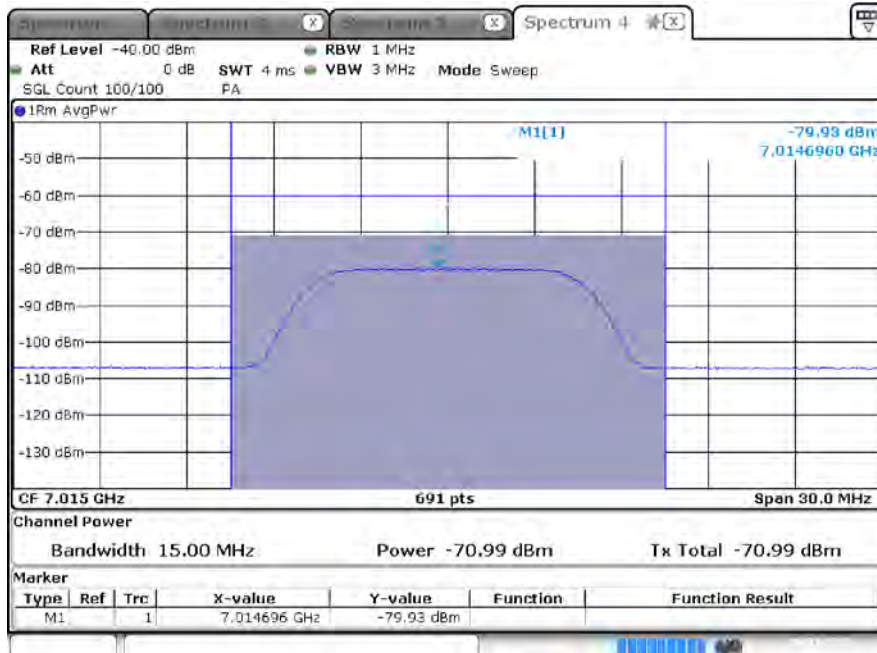 Spectrum 4
Ref Level -40.00 dBm RBW 1 MHz
Att 0 dB SWT 4 ms VBW 3 MHz Mode Sweep
SGL Count 100/100 PA
1Rm AvgPwr
M1[1] -79.93 dBm
7.0146960 GHz
-50 dBm
-60 dBm
-70 dBm
-80 dBm
-90 dBm
-100 dBm
-110 dBm
-120 dBm
-130 dBm
CF 7.015 GHz 691 pts Span 30.0 MHz
Channel Power
Bandwidth 15.00 MHz Power -70.99 dBm Tx Total -70.99 dBm
Marker
Type Ref Trc X-value Y-value Function Function Result
M1 1 7.014696 GHz -79.93 dBm